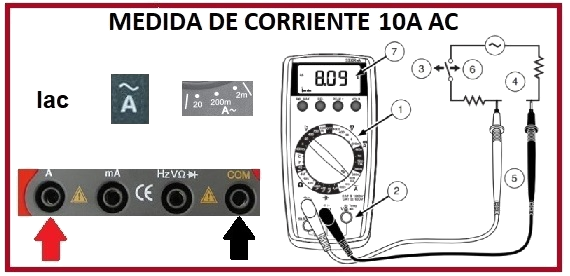 MEDIDA DE CORRIENTE 10A AC
7
8.09
3
6
4
Iac
A
20 200m 2m
A~
1
A mA HzVΩ COM
CE
2
5